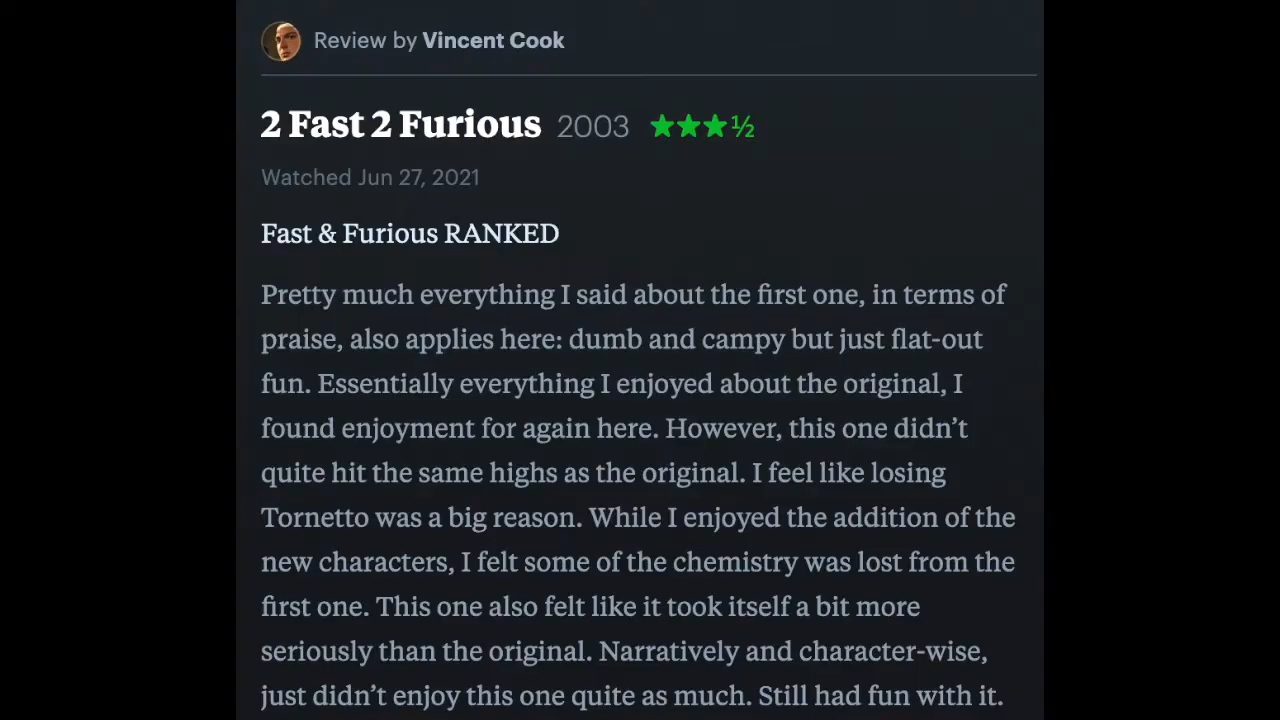 Review by Vincent Cook
2 Fast 2 Furious 2003 ★★★½
Watched Jun 27, 2021
Fast & Furious RANKED
Pretty much everything I said about the first one, in terms of
praise, also applies here: dumb and campy but just flat-out
fun. Essentially everything I enjoyed about the original, I
found enjoyment for again here. However, this one didn’t
quite hit the same highs as the original. I feel like losing
Tornetto was a big reason. While I enjoyed the addition of the
new characters, I felt some of the chemistry was lost from the
first one. This one also felt like it took itself a bit more
seriously than the original. Narratively and character-wise,
just didn’t enjoy this one quite as much. Still had fun with it.